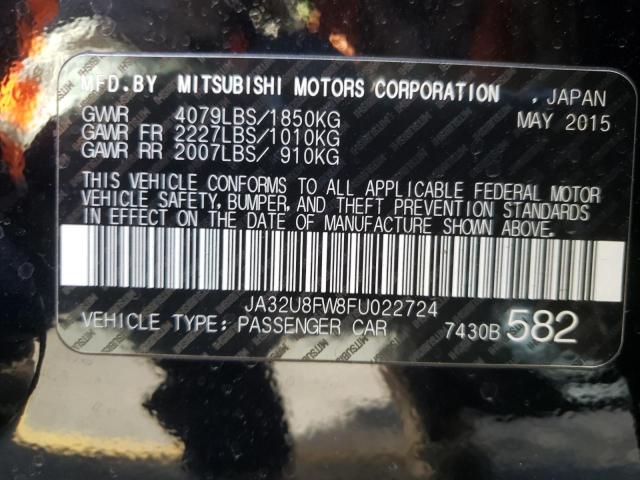 MFD.BY MITSUBISHI MOTORS CORPORATION , JAPAN
GVWR 4079LBS/1850KG MAY 2015
GAWR FR 2227LBS/1010KG
GAWR RR 2007LBS/ 910KG
THIS VEHICLE CONFORMS TO ALL APPLICABLE FEDERAL MOTOR
VEHICLE SAFETY, BUMPER, AND THEFT PREVENTION STANDARDS
IN EFFECT ON THE DATE OF MANUFACTURE SHOWN ABOVE.
JA32U8FW8FU022724
VEHICLE TYPE: PASSENGER CAR 7430B 582